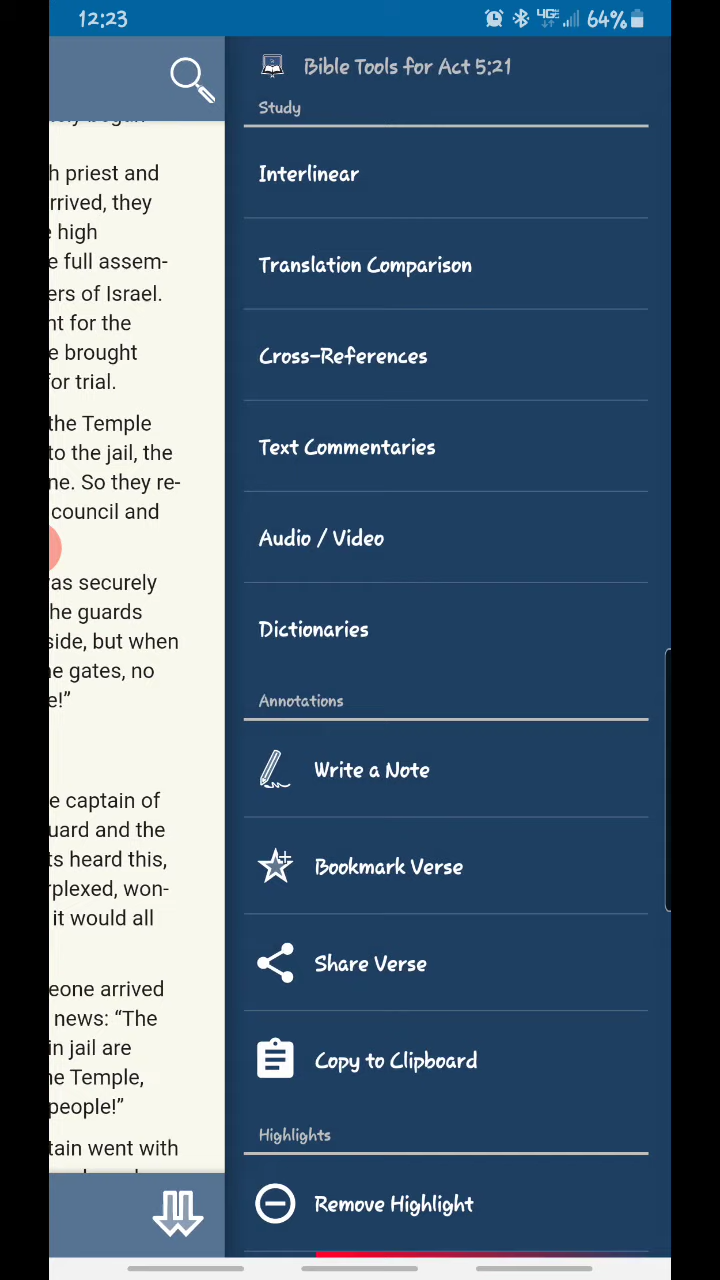 12:23
4GE 64%
Bible Tools for Act 5:21
Study
Interlinear
Translation Comparison
Cross-References
Text Commentaries
Audio / Video
Dictionaries
Annotations
Write a Note
Bookmark Verse
Share Verse
Copy to Clipboard
Highlights
Remove Highlight
h priest and
rrived, they
high
e full assem-
ers of Israel.
nt for the
e brought
for trial.
the Temple
to the jail, the
ne. So they re-
council and
as securely
he guards
side, but when
e gates, no
e!”
e captain of
uard and the
ts heard this,
rplexed, won-
it would all
eone arrived
news: “The
in jail are
he Temple,
people!”
tain went with